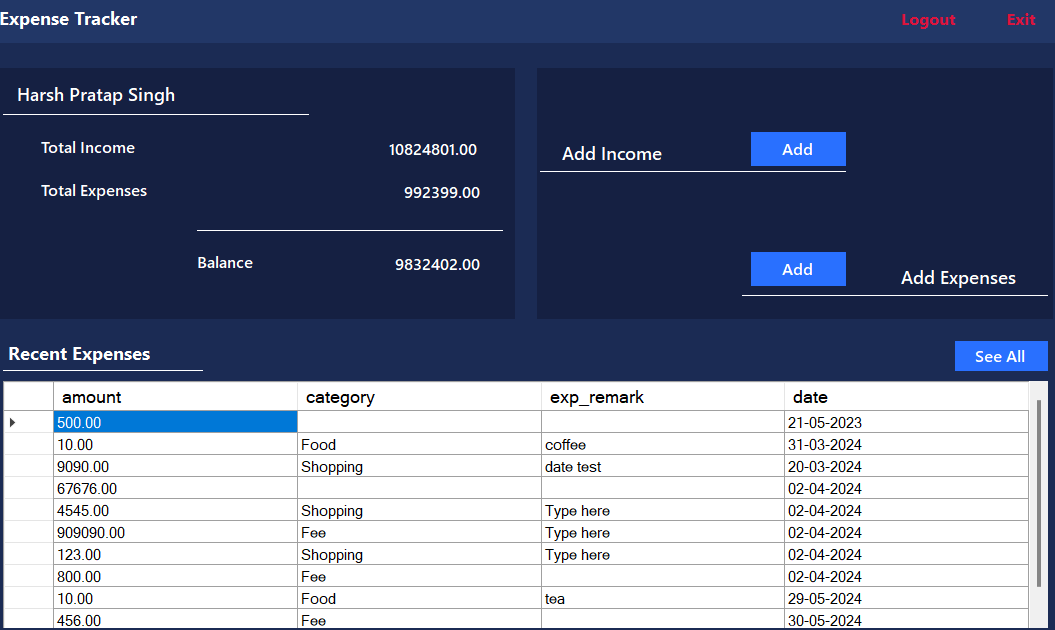 Expense Tracker Logout Exit
Harsh Pratap Singh
Total Income 10824801.00
Total Expenses 992399.00
Balance 9832402.00
Add Income Add
Add Add Expenses
Recent Expenses See All
amount category exp_remark date
500.00 21-05-2023
10.00 Food coffee 31-03-2024
9090.00 Shopping date test 20-03-2024
67676.00 02-04-2024
4545.00 Shopping Type here 02-04-2024
909090.00 Fee Type here 02-04-2024
123.00 Shopping Type here 02-04-2024
800.00 Fee 02-04-2024
10.00 Food tea 29-05-2024
456.00 Fee 30-05-2024